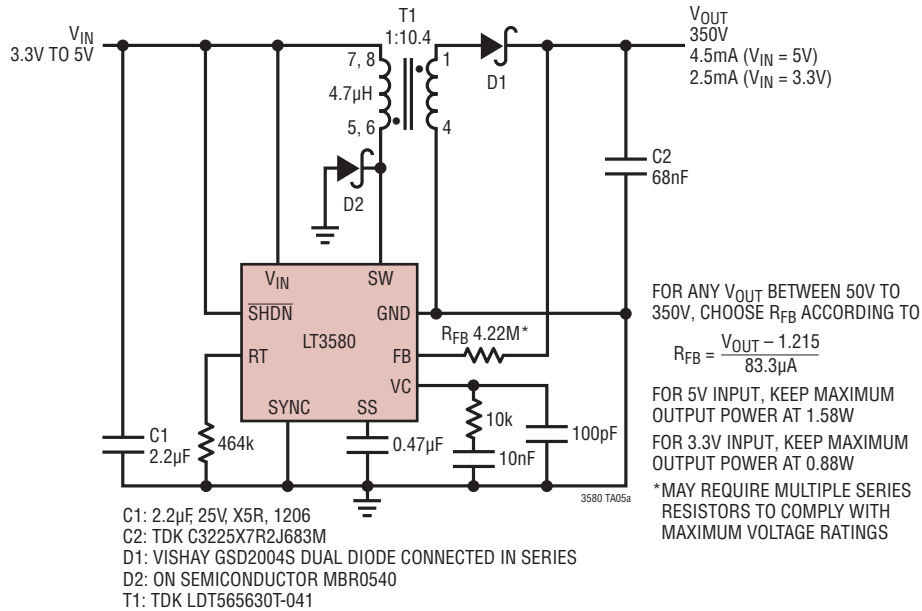 T1
1:10.4
VIN
3.3V TO 5V
VOUT
350V
4.5mA (VIN = 5V)
2.5mA (VIN = 3.3V)
7, 8
1
D1
4.7µH
5, 6
4
C2
68nF
D2
VIN
SW
SHDN
GND
LT3580
RFB 4.22M*
RT
FB
VC
SYNC
SS
C1
2.2µF
464k
0.47µF
10k
10nF
100pF
3580 TA05a
FOR ANY VOUT BETWEEN 50V TO
350V, CHOOSE RFB ACCORDING TO
RFB = VOUT – 1.215
83.3µA
FOR 5V INPUT, KEEP MAXIMUM
OUTPUT POWER AT 1.58W
FOR 3.3V INPUT, KEEP MAXIMUM
OUTPUT POWER AT 0.88W
*MAY REQUIRE MULTIPLE SERIES
RESISTORS TO COMPLY WITH
MAXIMUM VOLTAGE RATINGS
C1: 2.2µF, 25V, X5R, 1206
C2: TDK C3225X7R2J683M
D1: VISHAY GSD2004S DUAL DIODE CONNECTED IN SERIES
D2: ON SEMICONDUCTOR MBR0540
T1: TDK LDT565630T-041